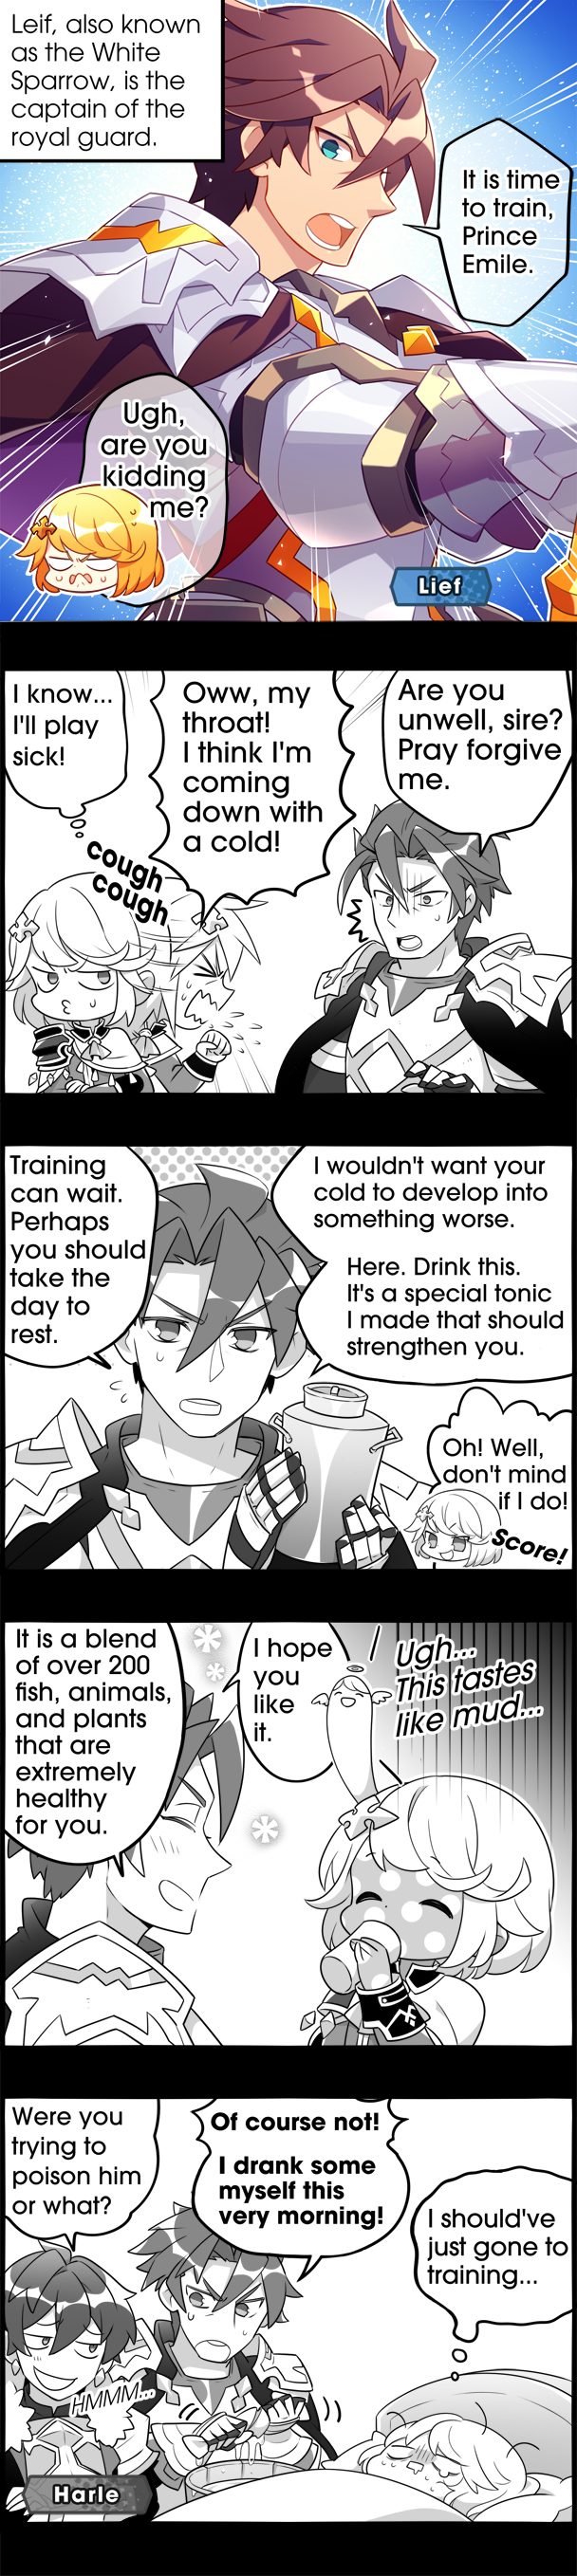 Leif, also known
as the White
Sparrow, is the
captain of the
royal guard.
It is time
to train,
Prince
Emile.
Ugh,
are you
kidding
me?
Lief
I know...
I'll play
sick!
Oww, my
throat!
I think I'm
coming
down with
a cold!
Are you
unwell, sire?
Pray forgive
me.
cough
cough
Training
can wait.
Perhaps
you should
take the
day to
rest.
I wouldn't want your
cold to develop into
something worse.
Here. Drink this.
It's a special tonic
I made that should
strengthen you.
Oh! Well,
don't mind
if I do!
Score!
It is a blend
of over 200
fish, animals,
and plants
that are
extremely
healthy
for you.
I hope
you
like
it.
Ugh...
This tastes
like mud...
Were you
trying to
poison him
or what?
Of course not!
I drank some
myself this
very morning!
I should've
just gone to
training...
HMMM...
Harle